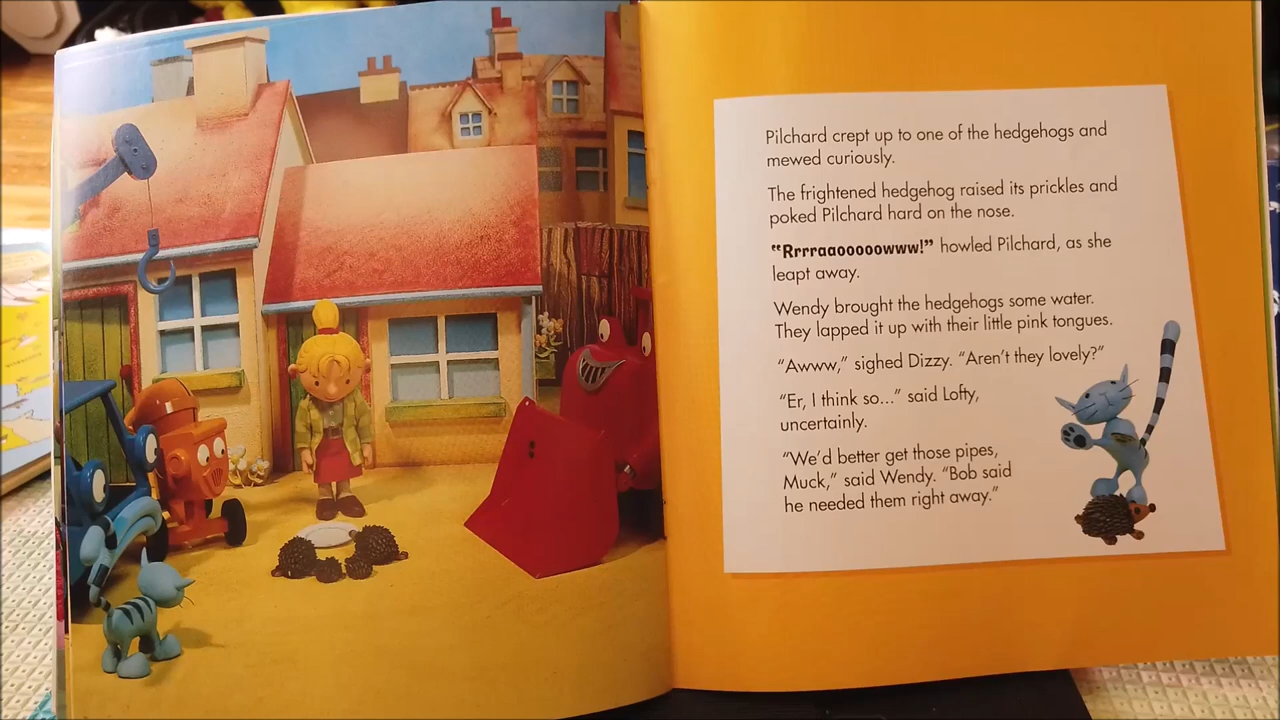 Pilchard crept up to one of the hedgehogs and
mewed curiously.
The frightened hedgehog raised its prickles and
poked Pilchard hard on the nose.
“Rrrraaooooowww!” howled Pilchard, as she
leapt away.
Wendy brought the hedgehogs some water.
They lapped it up with their little pink tongues.
“Awww,” sighed Dizzy. “Aren’t they lovely?”
“Er, I think so...” said Lofty,
uncertainly.
“We’d better get those pipes,
Muck,” said Wendy. “Bob said
he needed them right away.”